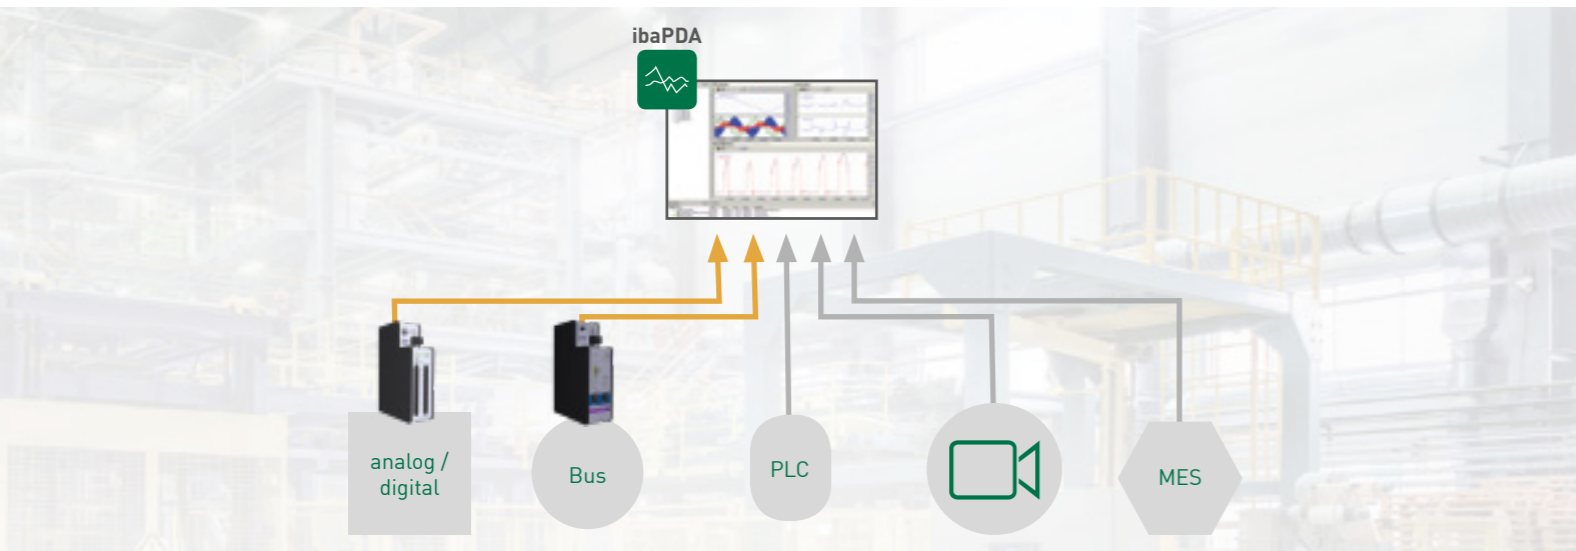 ibaPDA
analog /
digital
Bus
PLC
MES